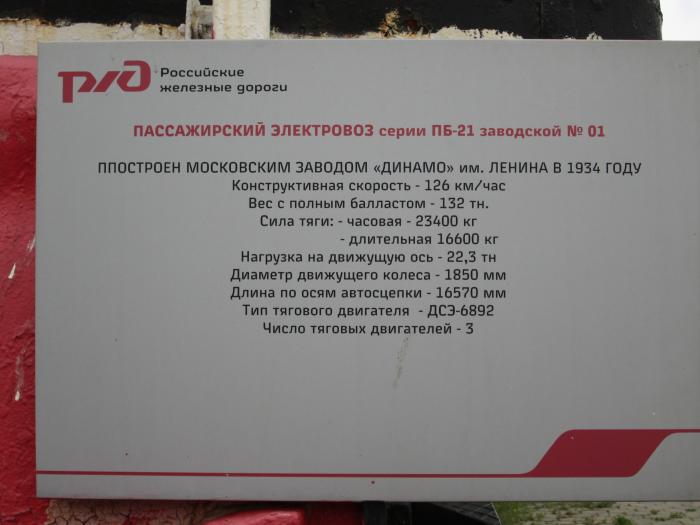 РЖД Российские
железные дороги
ПАССАЖИРСКИЙ ЭЛЕКТРОВОЗ серии ПБ-21 заводской № 01
ППОСТРОЕН МОСКОВСКИМ ЗАВОДОМ «ДИНАМО» им. ЛЕНИНА В 1934 ГОДУ
Конструктивная скорость - 126 км/час
Вес с полным балластом - 132 тн.
Сила тяги: - часовая - 23400 кг
- длительная 16600 кг
Нагрузка на движущую ось - 22,3 тн
Диаметр движущего колеса - 1850 мм
Длина по осям автосцепки - 16570 мм
Тип тягового двигателя - ДСЭ-6892
Число тяговых двигателей - 3